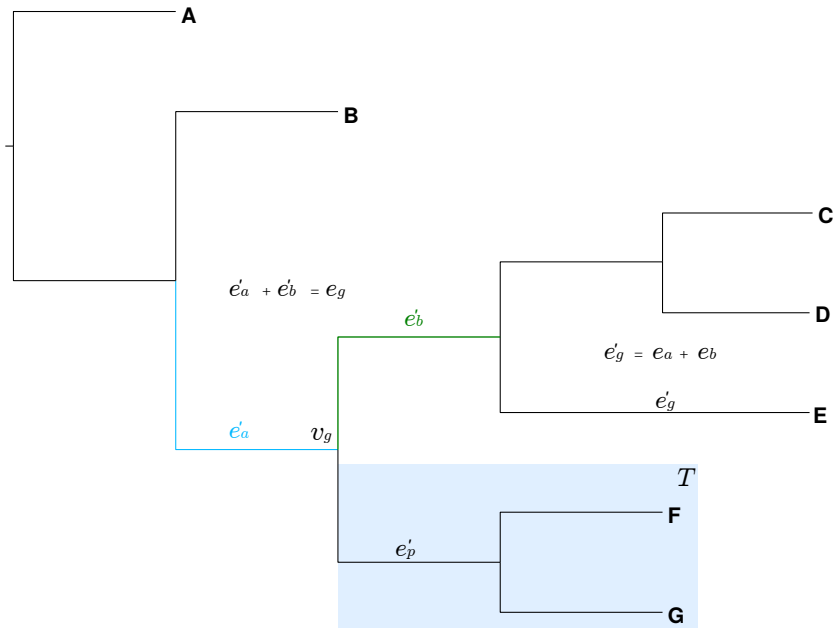 A
B
C
e'a + e'b = eg
D
e'b
e'g = ea + eb
e'g
E
e'a
vg
T
F
e'p
G